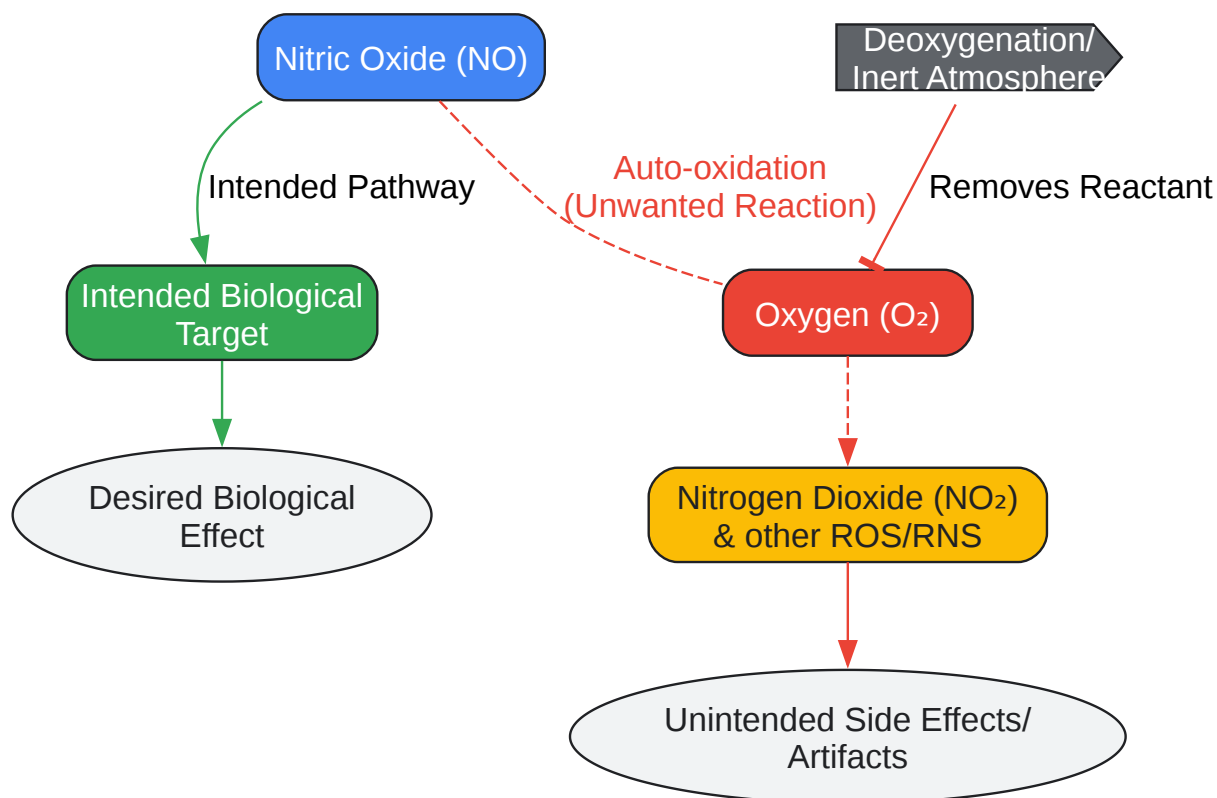 Nitric Oxide (NO)
Deoxygenation/
Inert Atmosphere
Auto-oxidation
(Unwanted Reaction)
Intended Pathway
Removes Reactant
Intended Biological
Target
Oxygen (O₂)
Desired Biological
Effect
Nitrogen Dioxide (NO₂)
& other ROS/RNS
Unintended Side Effects/
Artifacts